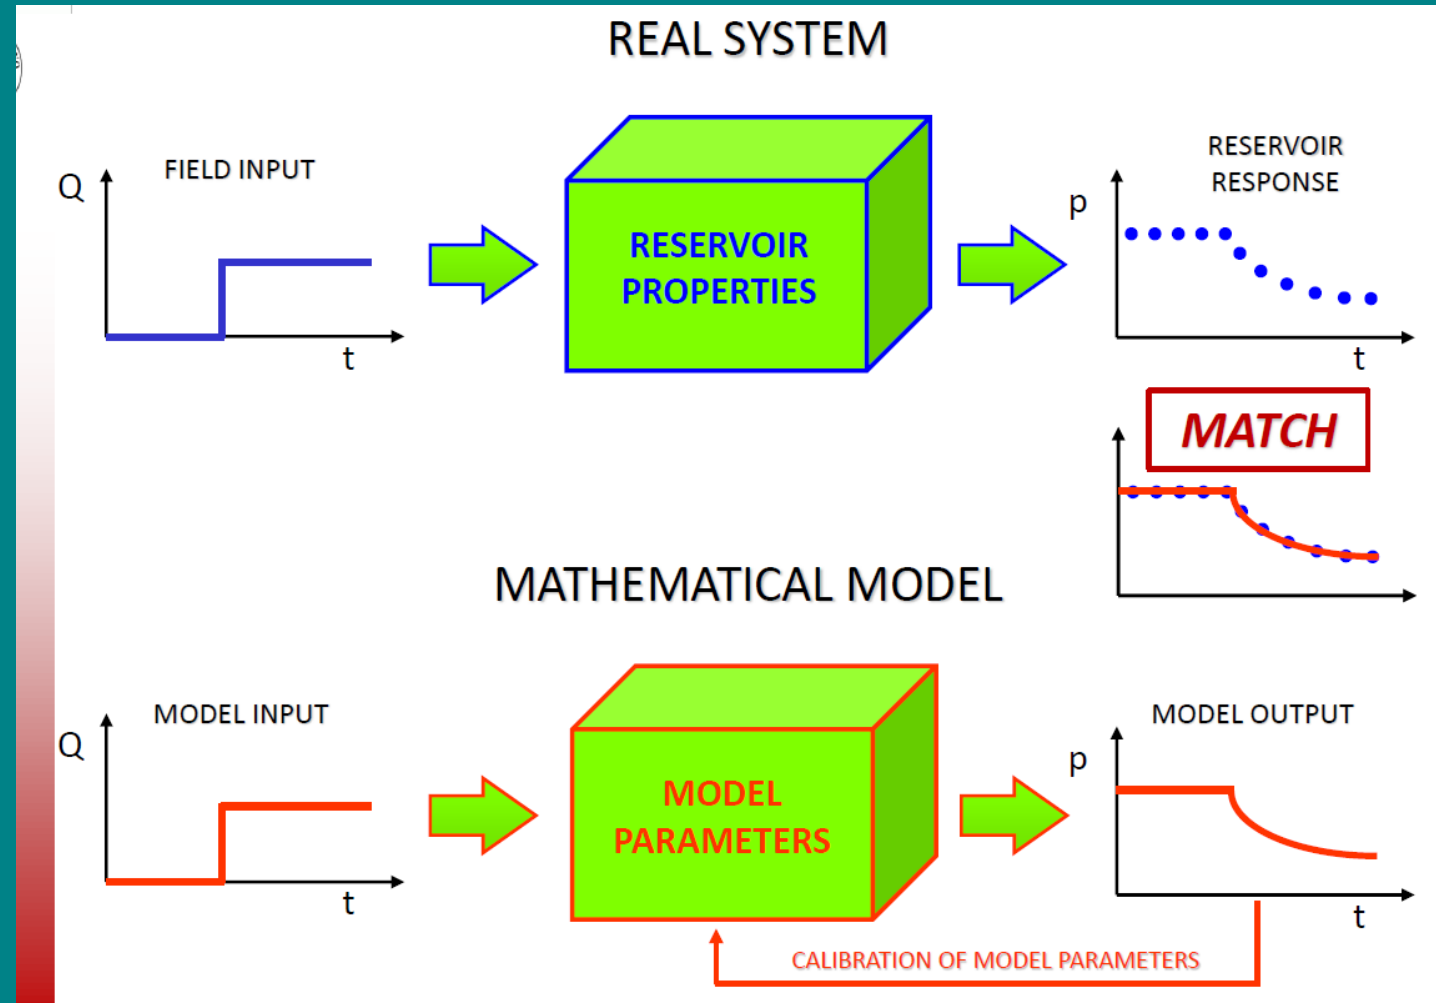 REAL SYSTEM
FIELD INPUT
Q
t
RESERVOIR
PROPERTIES
RESERVOIR
RESPONSE
p
t
MATCH
MATHEMATICAL MODEL
MODEL INPUT
Q
t
MODEL
PARAMETERS
MODEL OUTPUT
p
t
CALIBRATION OF MODEL PARAMETERS